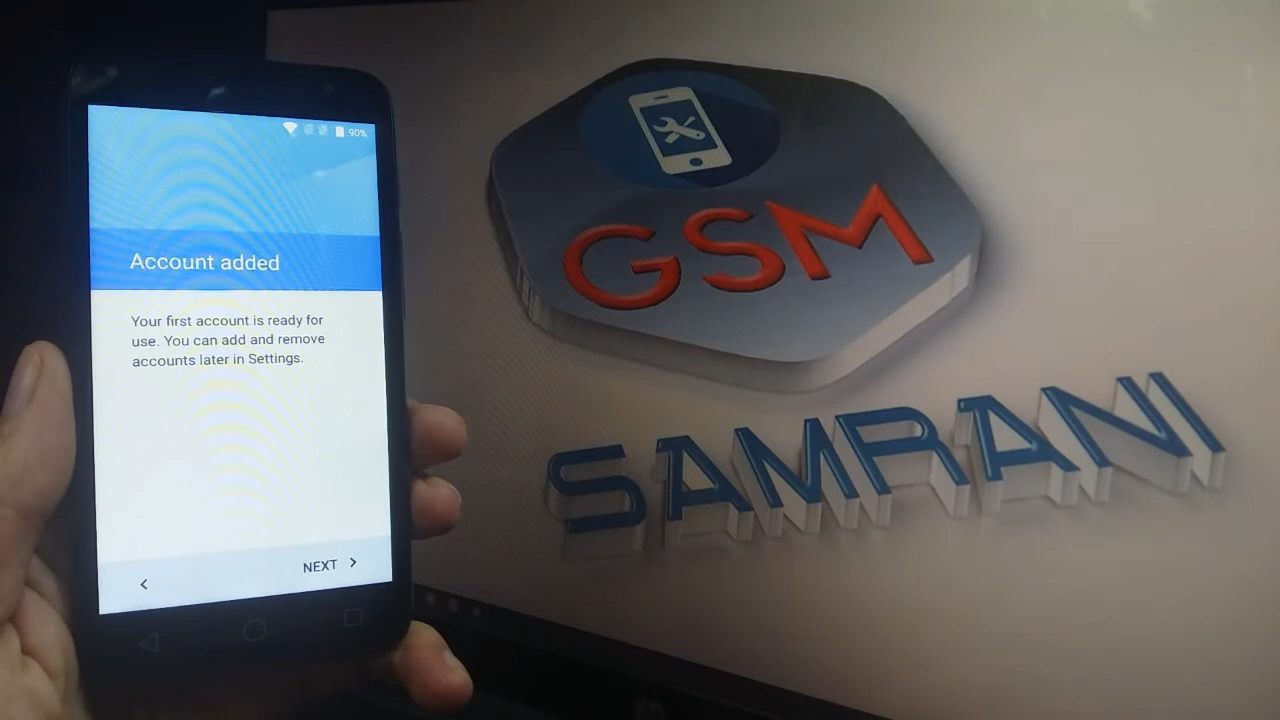 90%
Account added
Your first account is ready for
use. You can add and remove
accounts later in Settings.
NEXT
GSM
SAMRANI